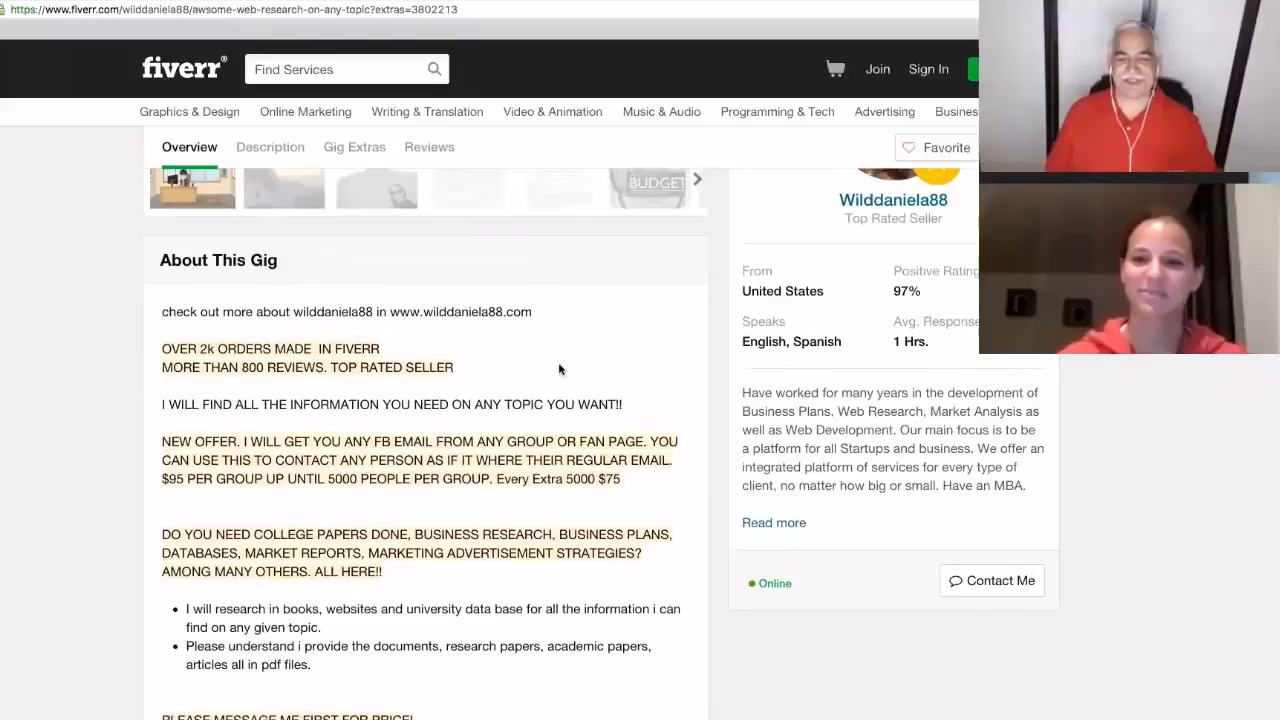 https://www.fiverr.com/wilddaniela88/awsome-web-research-on-any-topic?extras=3802213
fiverr®
Find Services
Join
Sign In
Graphics & Design
Online Marketing
Writing & Translation
Video & Animation
Music & Audio
Programming & Tech
Advertising
Overview
Description
Gig Extras
Reviews
Favorite
BUDGET
Wilddaniela88
Top Rated Seller
About This Gig
From
United States
Positive Rating
97%
Speaks
English, Spanish
Avg. Response
1 Hrs.
check out more about wilddaniela88 in www.wilddaniela88.com
OVER 2k ORDERS MADE IN FIVERR
MORE THAN 800 REVIEWS. TOP RATED SELLER
I WILL FIND ALL THE INFORMATION YOU NEED ON ANY TOPIC YOU WANT!!
NEW OFFER. I WILL GET YOU ANY FB EMAIL FROM ANY GROUP OR FAN PAGE. YOU
CAN USE THIS TO CONTACT ANY PERSON AS IF IT WHERE THEIR REGULAR EMAIL.
$95 PER GROUP UP UNTIL 5000 PEOPLE PER GROUP. Every Extra 5000 $75
DO YOU NEED COLLEGE PAPERS DONE, BUSINESS RESEARCH, BUSINESS PLANS,
DATABASES, MARKET REPORTS, MARKETING ADVERTISEMENT STRATEGIES?
AMONG MANY OTHERS. ALL HERE!!
• I will research in books, websites and university data base for all the information i can
find on any given topic.
• Please understand i provide the documents, research papers, academic papers,
articles all in pdf files.
PLEASE MESSAGE ME FIRST FOR PRICE!
Have worked for many years in the development of
Business Plans, Web Research, Market Analysis as
well as Web Development. Our main focus is to be
a platform for all Startups and business. We offer an
integrated platform of services for every type of
client, no matter how big or small. Have an MBA.
Read more
Online
Contact Me